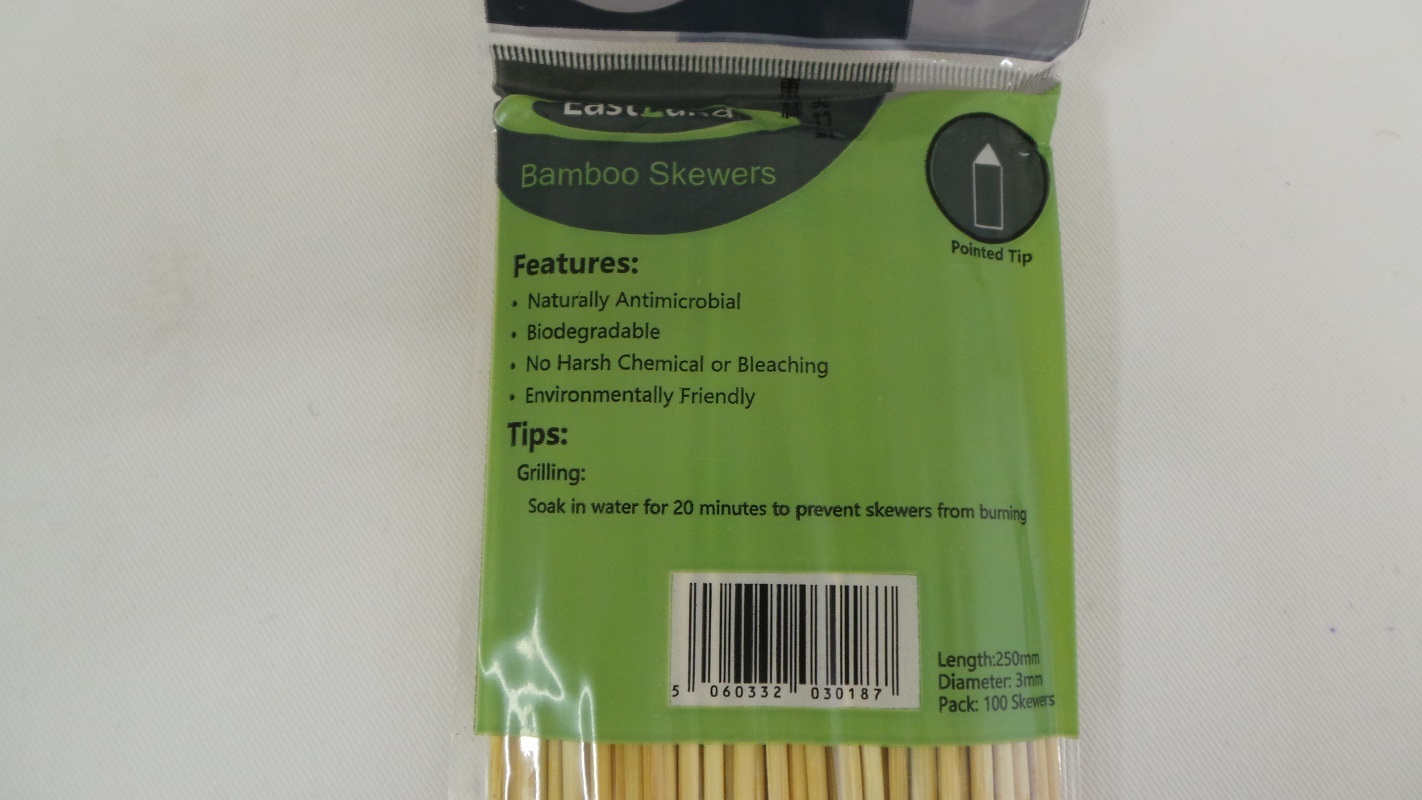 Bamboo Skewers
Pointed Tip
Features:
• Naturally Antimicrobial
• Biodegradable
• No Harsh Chemical or Bleaching
• Environmentally Friendly
Tips:
Grilling:
Soak in water for 20 minutes to prevent skewers from burning
5 060332 030187
Length:250mm
Diameter: 3mm
Pack: 100 Skewers